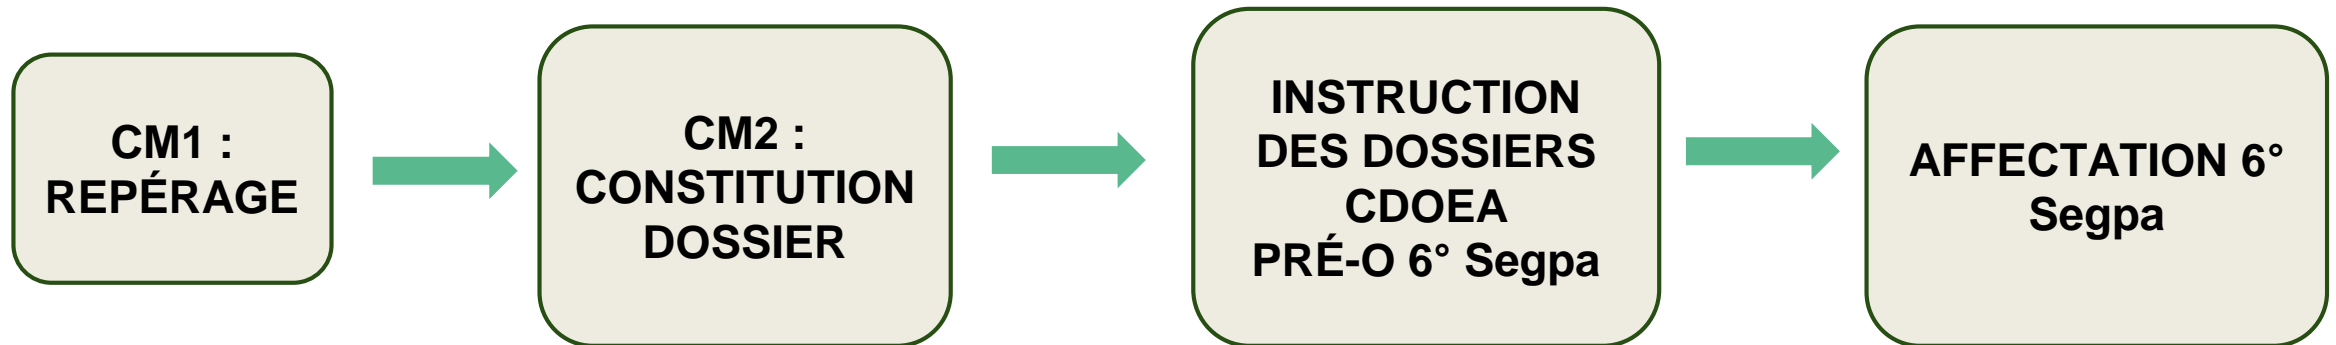 CM1 :
REPÉRAGE
CM2 :
CONSTITUTION
DOSSIER
INSTRUCTION
DES DOSSIERS
CDOEA
PRÉ-O 6° Segpa
AFFECTATION 6°
Segpa